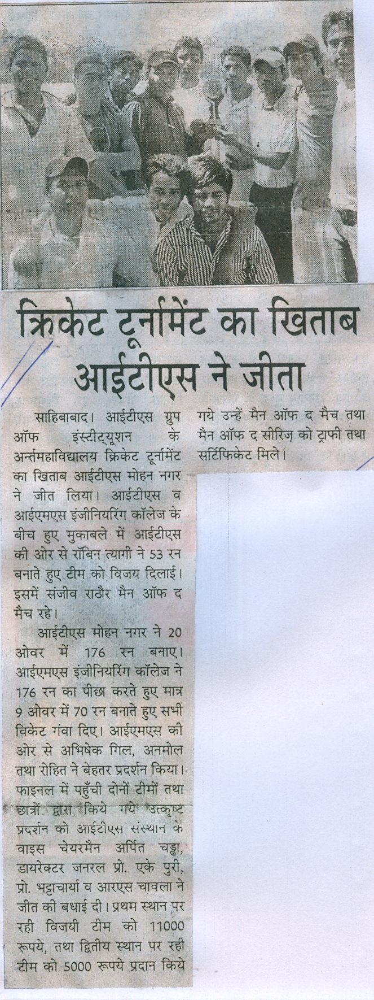 क्रिकेट टूर्नामेंट का खिताब
आईटीएस ने जीता
साहिबाबाद। आईटीएस ग्रुप
ऑफ इंस्टीट्यूशन के
अर्न्तमहाविद्यालय क्रिकेट टूर्नामेंट
का खिताब आईटीएस मोहन नगर
ने जीत लिया। आईटीएस व
आईएमएस इंजीनियरिंग कॉलेज के
बीच हुए मुकाबले में आईटीएस
की ओर से रॉबिन त्यागी ने 53 रन
बनाते हुए टीम को विजय दिलाई।
इसमें संजीव राठौर मैन ऑफ द
मैच रहे।
आईटीएस मोहन नगर ने 20
ओवर में 176 रन बनाए।
आईएमएस इंजीनियरिंग कॉलेज ने
176 रन का पीछा करते हुए मात्र
9 ओवर में 70 रन बनाते हुए सभी
विकेट गंवा दिए। आईएमएस की
ओर से अभिषेक गिल, अनमोल
तथा रोहित ने बेहतर प्रदर्शन किया।
फाइनल में पहुँची दोनों टीमों तथा
छात्रों द्वारा किये गये उत्कृष्ट
प्रदर्शन को आईटीएस संस्थान के
वाइस चेयरमैन अर्पित चड्ढा,
डायरेक्टर जनरल प्रो. एके पुरी,
प्रो. भट्टाचार्या व आरएस चावला ने
जीत की बधाई दी। प्रथम स्थान पर
रही विजयी टीम को 11000
रूपये, तथा द्वितीय स्थान पर रही
टीम को 5000 रूपये प्रदान किये
गये उन्हें मैन ऑफ द मैच तथा
मैन ऑफ द सीरिज़ को ट्राफी तथा
सर्टिफिकेट मिले।